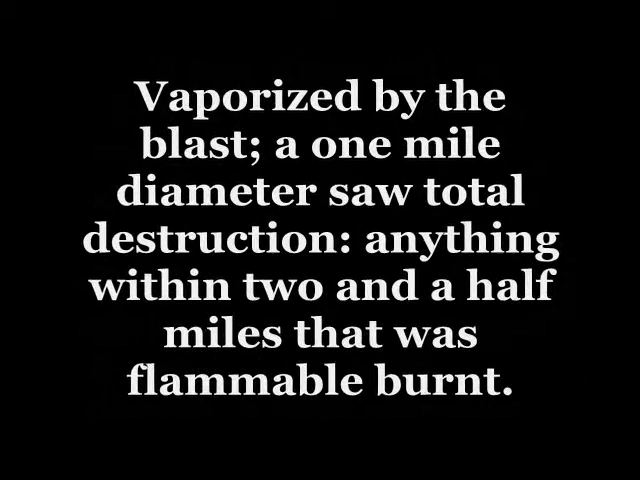 Vaporized by the
blast; a one mile
diameter saw total
destruction: anything
within two and a half
miles that was
flammable burnt.